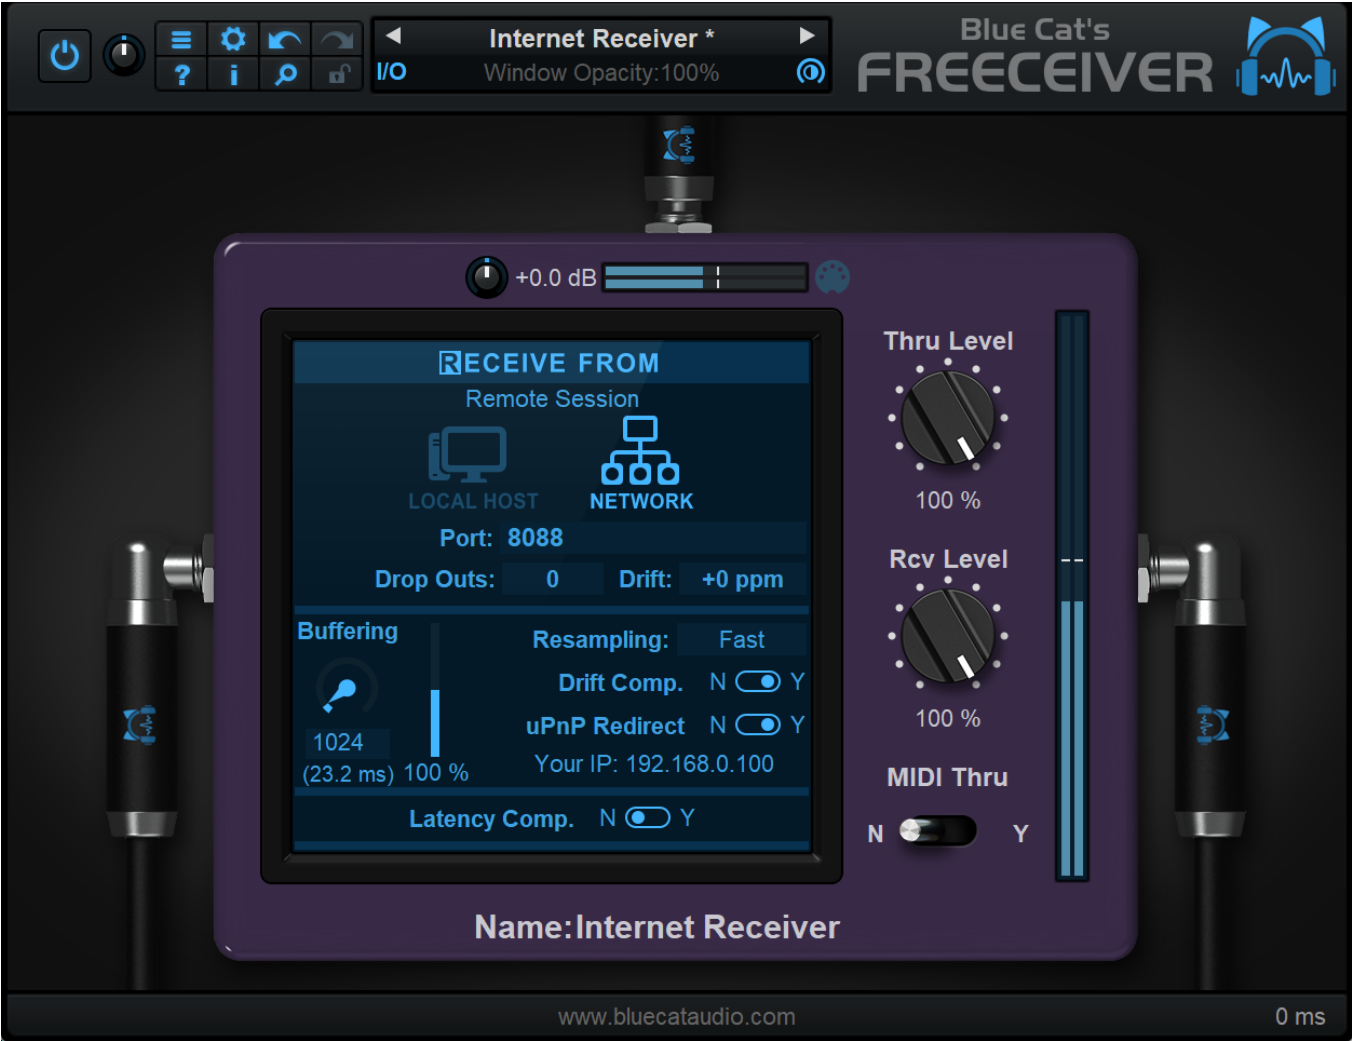 Blue Cat's
FREECEIVER
Internet Receiver *
I/O
Window Opacity:100%
? i
+0.0 dB
RECEIVE FROM
Remote Session
LOCAL HOST
NETWORK
Port: 8088
Drop Outs: 0 Drift: +0 ppm
Buffering
1024
(23.2 ms) 100 %
Resampling: Fast
Drift Comp. N Y
uPnP Redirect N Y
Your IP: 192.168.0.100
Latency Comp. N Y
Thru Level
100 %
Rcv Level
100 %
MIDI Thru
N Y
Name:Internet Receiver
www.bluecataudio.com
0 ms